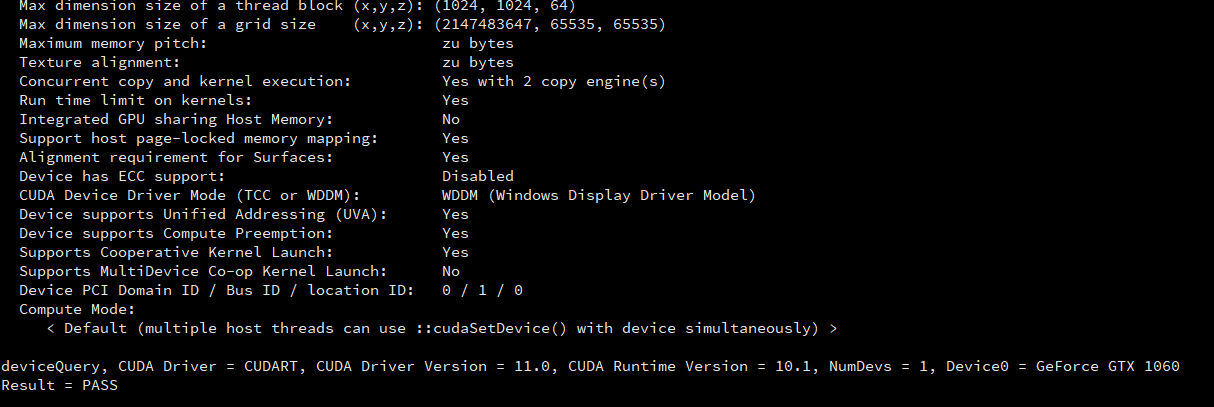 Max dimension size of a thread block (x,y,z): (1024, 1024, 64)
Max dimension size of a grid size    (x,y,z): (2147483647, 65535, 65535)
Maximum memory pitch:                          zu bytes
Texture alignment:                             zu bytes
Concurrent copy and kernel execution:          Yes with 2 copy engine(s)
Run time limit on kernels:                     Yes
Integrated GPU sharing Host Memory:            No
Support host page-locked memory mapping:       Yes
Alignment requirement for Surfaces:            Yes
Device has ECC support:                        Disabled
CUDA Device Driver Mode (TCC or WDDM):         WDDM (Windows Display Driver Model)
Device supports Unified Addressing (UVA):      Yes
Device supports Compute Preemption:            Yes
Supports Cooperative Kernel Launch:            Yes
Supports MultiDevice Co-op Kernel Launch:      No
Device PCI Domain ID / Bus ID / location ID:   0 / 1 / 0
Compute Mode:
   < Default (multiple host threads can use ::cudaSetDevice() with device simultaneously) >
deviceQuery, CUDA Driver = CUDART, CUDA Driver Version = 11.0, CUDA Runtime Version = 10.1, NumDevs = 1, Device0 = GeForce GTX 1060
Result = PASS